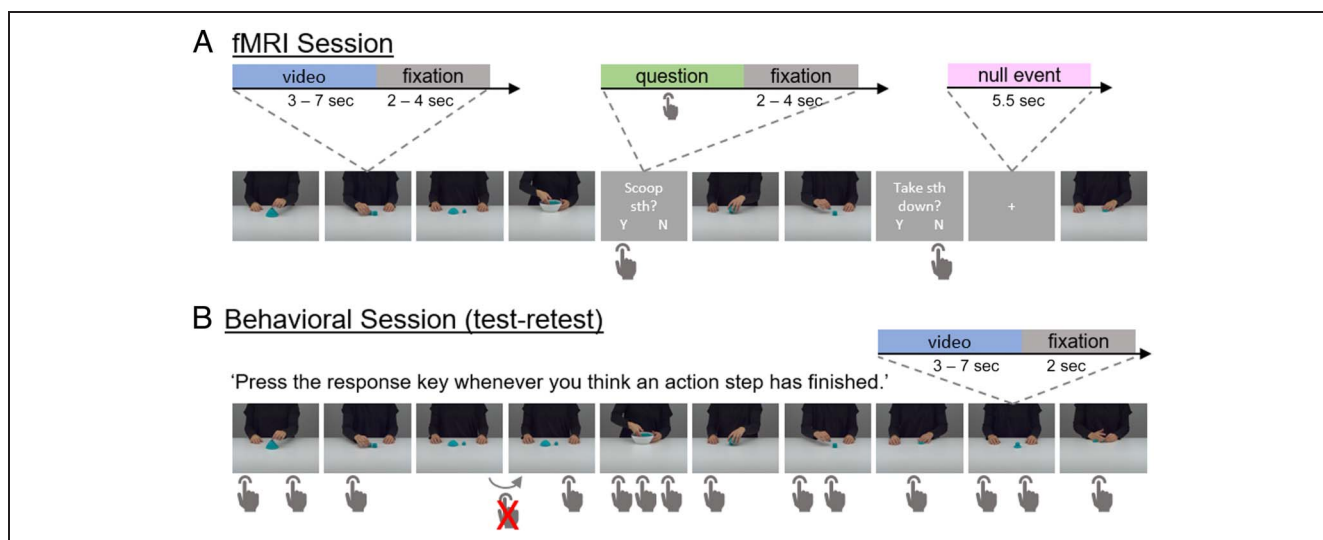 A fMRI Session
video fixation
3 – 7 sec 2 – 4 sec
question fixation
2 – 4 sec
null event
5.5 sec
Scoop
sth?
Y N
Take sth
down?
Y N
+
B Behavioral Session (test-retest)
video fixation
3 – 7 sec 2 sec
‘Press the response key whenever you think an action step has finished.’
X